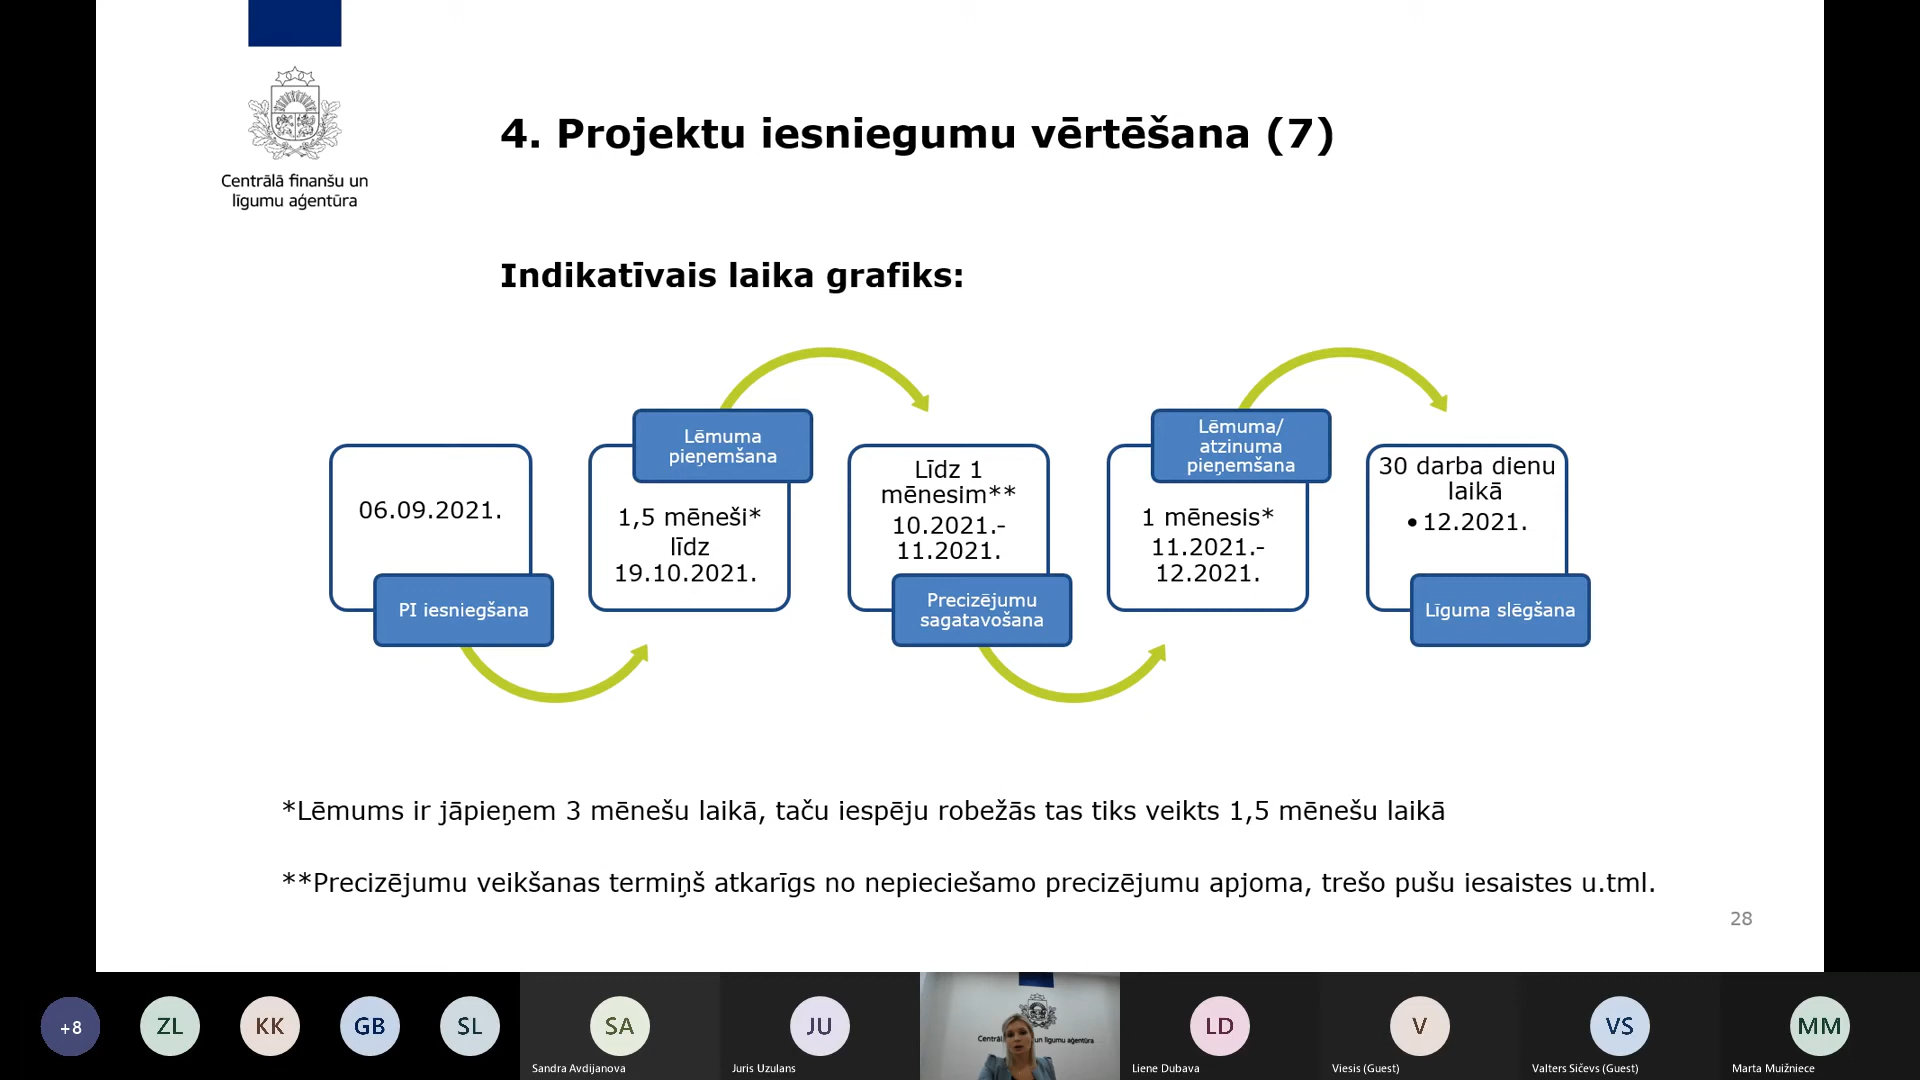 Centrālā finanšu un
līgumu aģentūra
4. Projektu iesniegumu vērtēšana (7)
Indikatīvais laika grafiks:
06.09.2021.
PI iesniegšana
Lēmuma
pieņemšana
1,5 mēneši*
līdz
19.10.2021.
Līdz 1
mēnesim**
10.2021.-
11.2021.
Precizējumu
sagatavošana
Lēmuma/
atzinuma
pieņemšana
1 mēnesis*
11.2021.-
12.2021.
30 darba dienu
laikā
•12.2021.
Līguma slēgšana
*Lēmums ir jāpieņem 3 mēnešu laikā, taču iespēju robežās tas tiks veikts 1,5 mēnešu laikā
**Precizējumu veikšanas termiņš atkarīgs no nepieciešamo precizējumu apjoma, trešo pušu iesaistes u.tml.
28
+8
ZL
KK
GB
SL
SA
Sandra Avdijanova
JU
Juris Uzulans
Centrāl un līgumu aģentūra
LD
Liene Dubava
V
Viesis (Guest)
VS
Valters Sičevs (Guest)
MM
Marta Muižniece